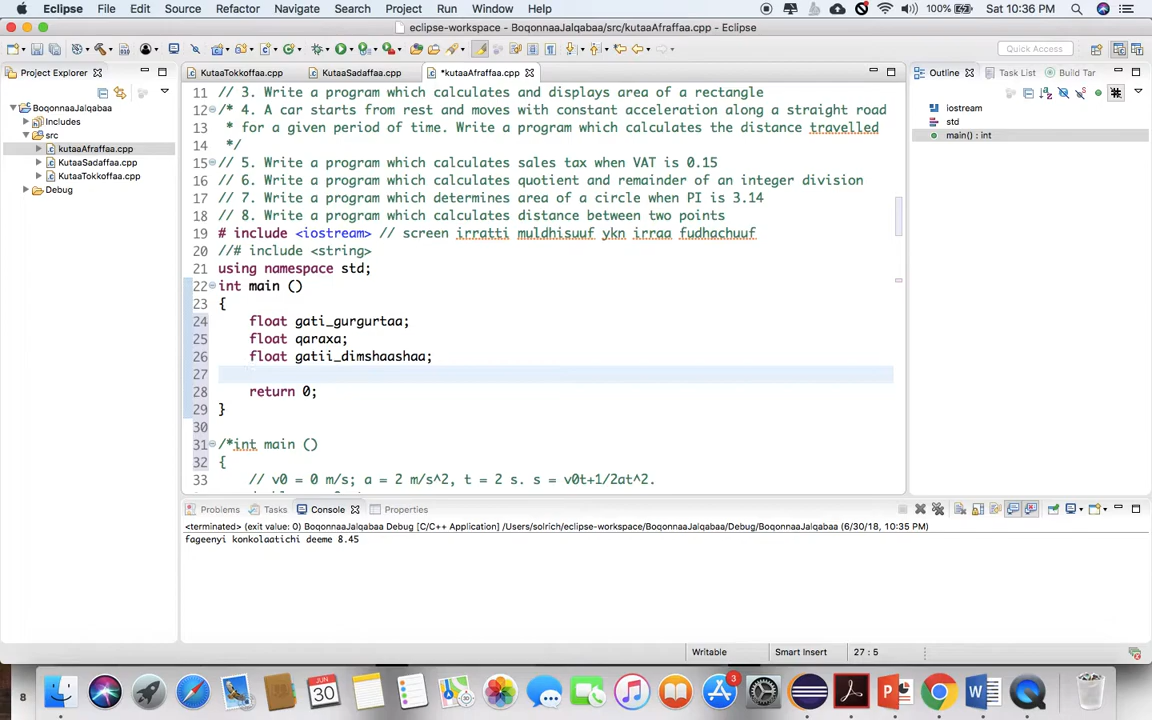 Eclipse File Edit Source Refactor Navigate Search Project Run Window Help 100% Sat 10:36 PM
eclipse-workspace - BoqonnaaJalqabaa/src/kutaaAfraffaa.cpp - Eclipse
Quick Access
Project Explorer
KutaaTokkoffaa.cpp KutaaSadaffaa.cpp *kutaaAfraffaa.cpp
Outline Task List Build Tar
BoqonnaaJalqabaa
Includes
src
kutaaAfraffaa.cpp
KutaaSadaffaa.cpp
KutaaTokkoffaa.cpp
Debug
11 // 3. Write a program which calculates and displays area of a rectangle
12 /* 4. A car starts from rest and moves with constant acceleration along a straight road
13 * for a given period of time. Write a program which calculates the distance travelled
14 */
15 // 5. Write a program which calculates sales tax when VAT is 0.15
16 // 6. Write a program which calculates quotient and remainder of an integer division
17 // 7. Write a program which determines area of a circle when PI is 3.14
18 // 8. Write a program which calculates distance between two points
19 # include <iostream> // screen irratti muldhisuuf ykn irraa fudhachuuf
20 //# include <string>
21 using namespace std;
22 int main ()
23 {
24 float gati_gurgurtaa;
25 float qaraxa;
26 float gatii_dimshaashaa;
27
28 return 0;
29 }
30
31 /*int main ()
32 {
33 // v0 = 0 m/s; a = 2 m/s^2, t = 2 s. s = v0t+1/2at^2.
iostream
std
main() : int
Problems Tasks Console Properties
<terminated> (exit value: 0) BoqonnaaJalqabaa Debug [C/C++ Application] /Users/solrich/eclipse-workspace/BoqonnaaJalqabaa/Debug/BoqonnaaJalqabaa (6/30/18, 10:35 PM)
fageenyi konkolaatichi deeme 8.45
Writable Smart Insert 27 : 5
8
JUN
30
3